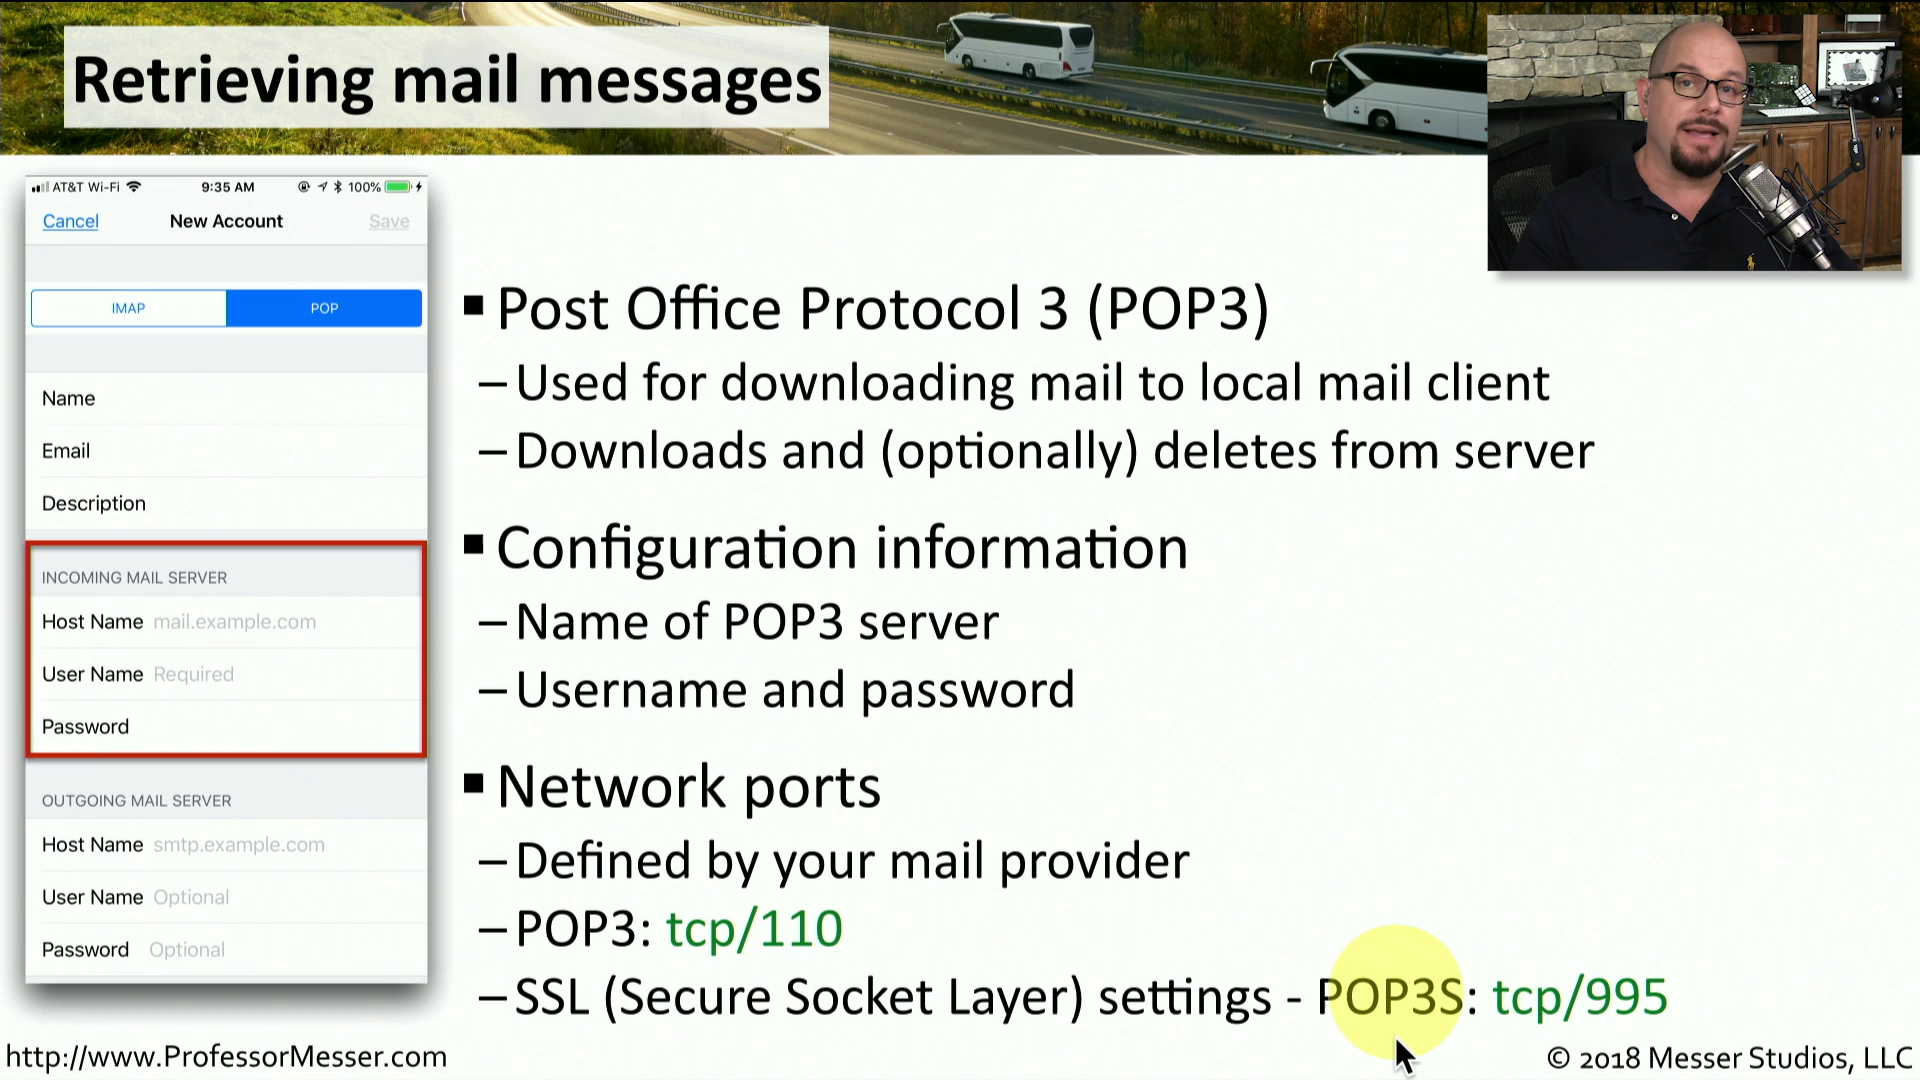 Retrieving mail messages
AT&T Wi-Fi 9:35 AM 100%
Cancel New Account Save
IMAP POP
Name
Email
Description
INCOMING MAIL SERVER
Host Name mail.example.com
User Name Required
Password
OUTGOING MAIL SERVER
Host Name smtp.example.com
User Name Optional
Password Optional
Post Office Protocol 3 (POP3)
– Used for downloading mail to local mail client
– Downloads and (optionally) deletes from server
Configuration information
– Name of POP3 server
– Username and password
Network ports
– Defined by your mail provider
– POP3: tcp/110
– SSL (Secure Socket Layer) settings - POP3S: tcp/995
http://www.ProfessorMesser.com
© 2018 Messer Studios, LLC